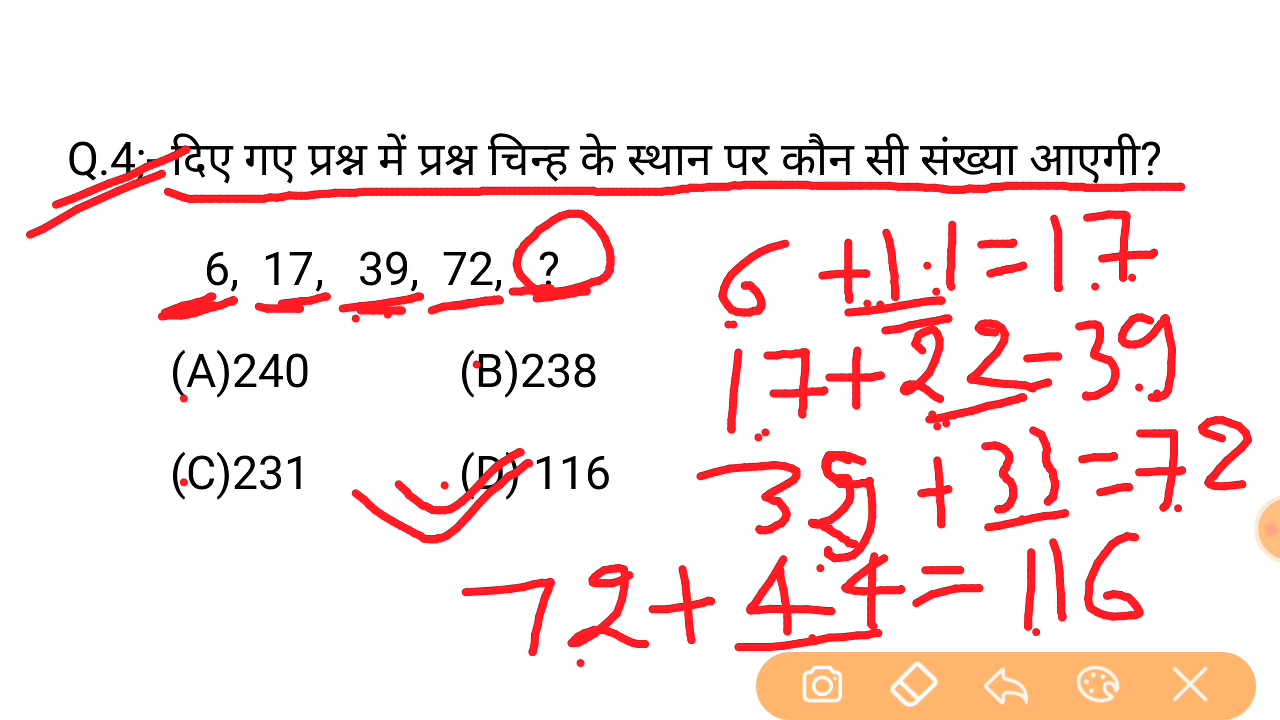 Q.4;- दिए गए प्रश्न में प्रश्न चिन्ह के स्थान पर कौन सी संख्या आएगी?
6, 17, 39, 72, ?
(A)240 (B)238
(C)231 (D) 116
6 +11=17
17+22=39
39 +33=72
72+44=116